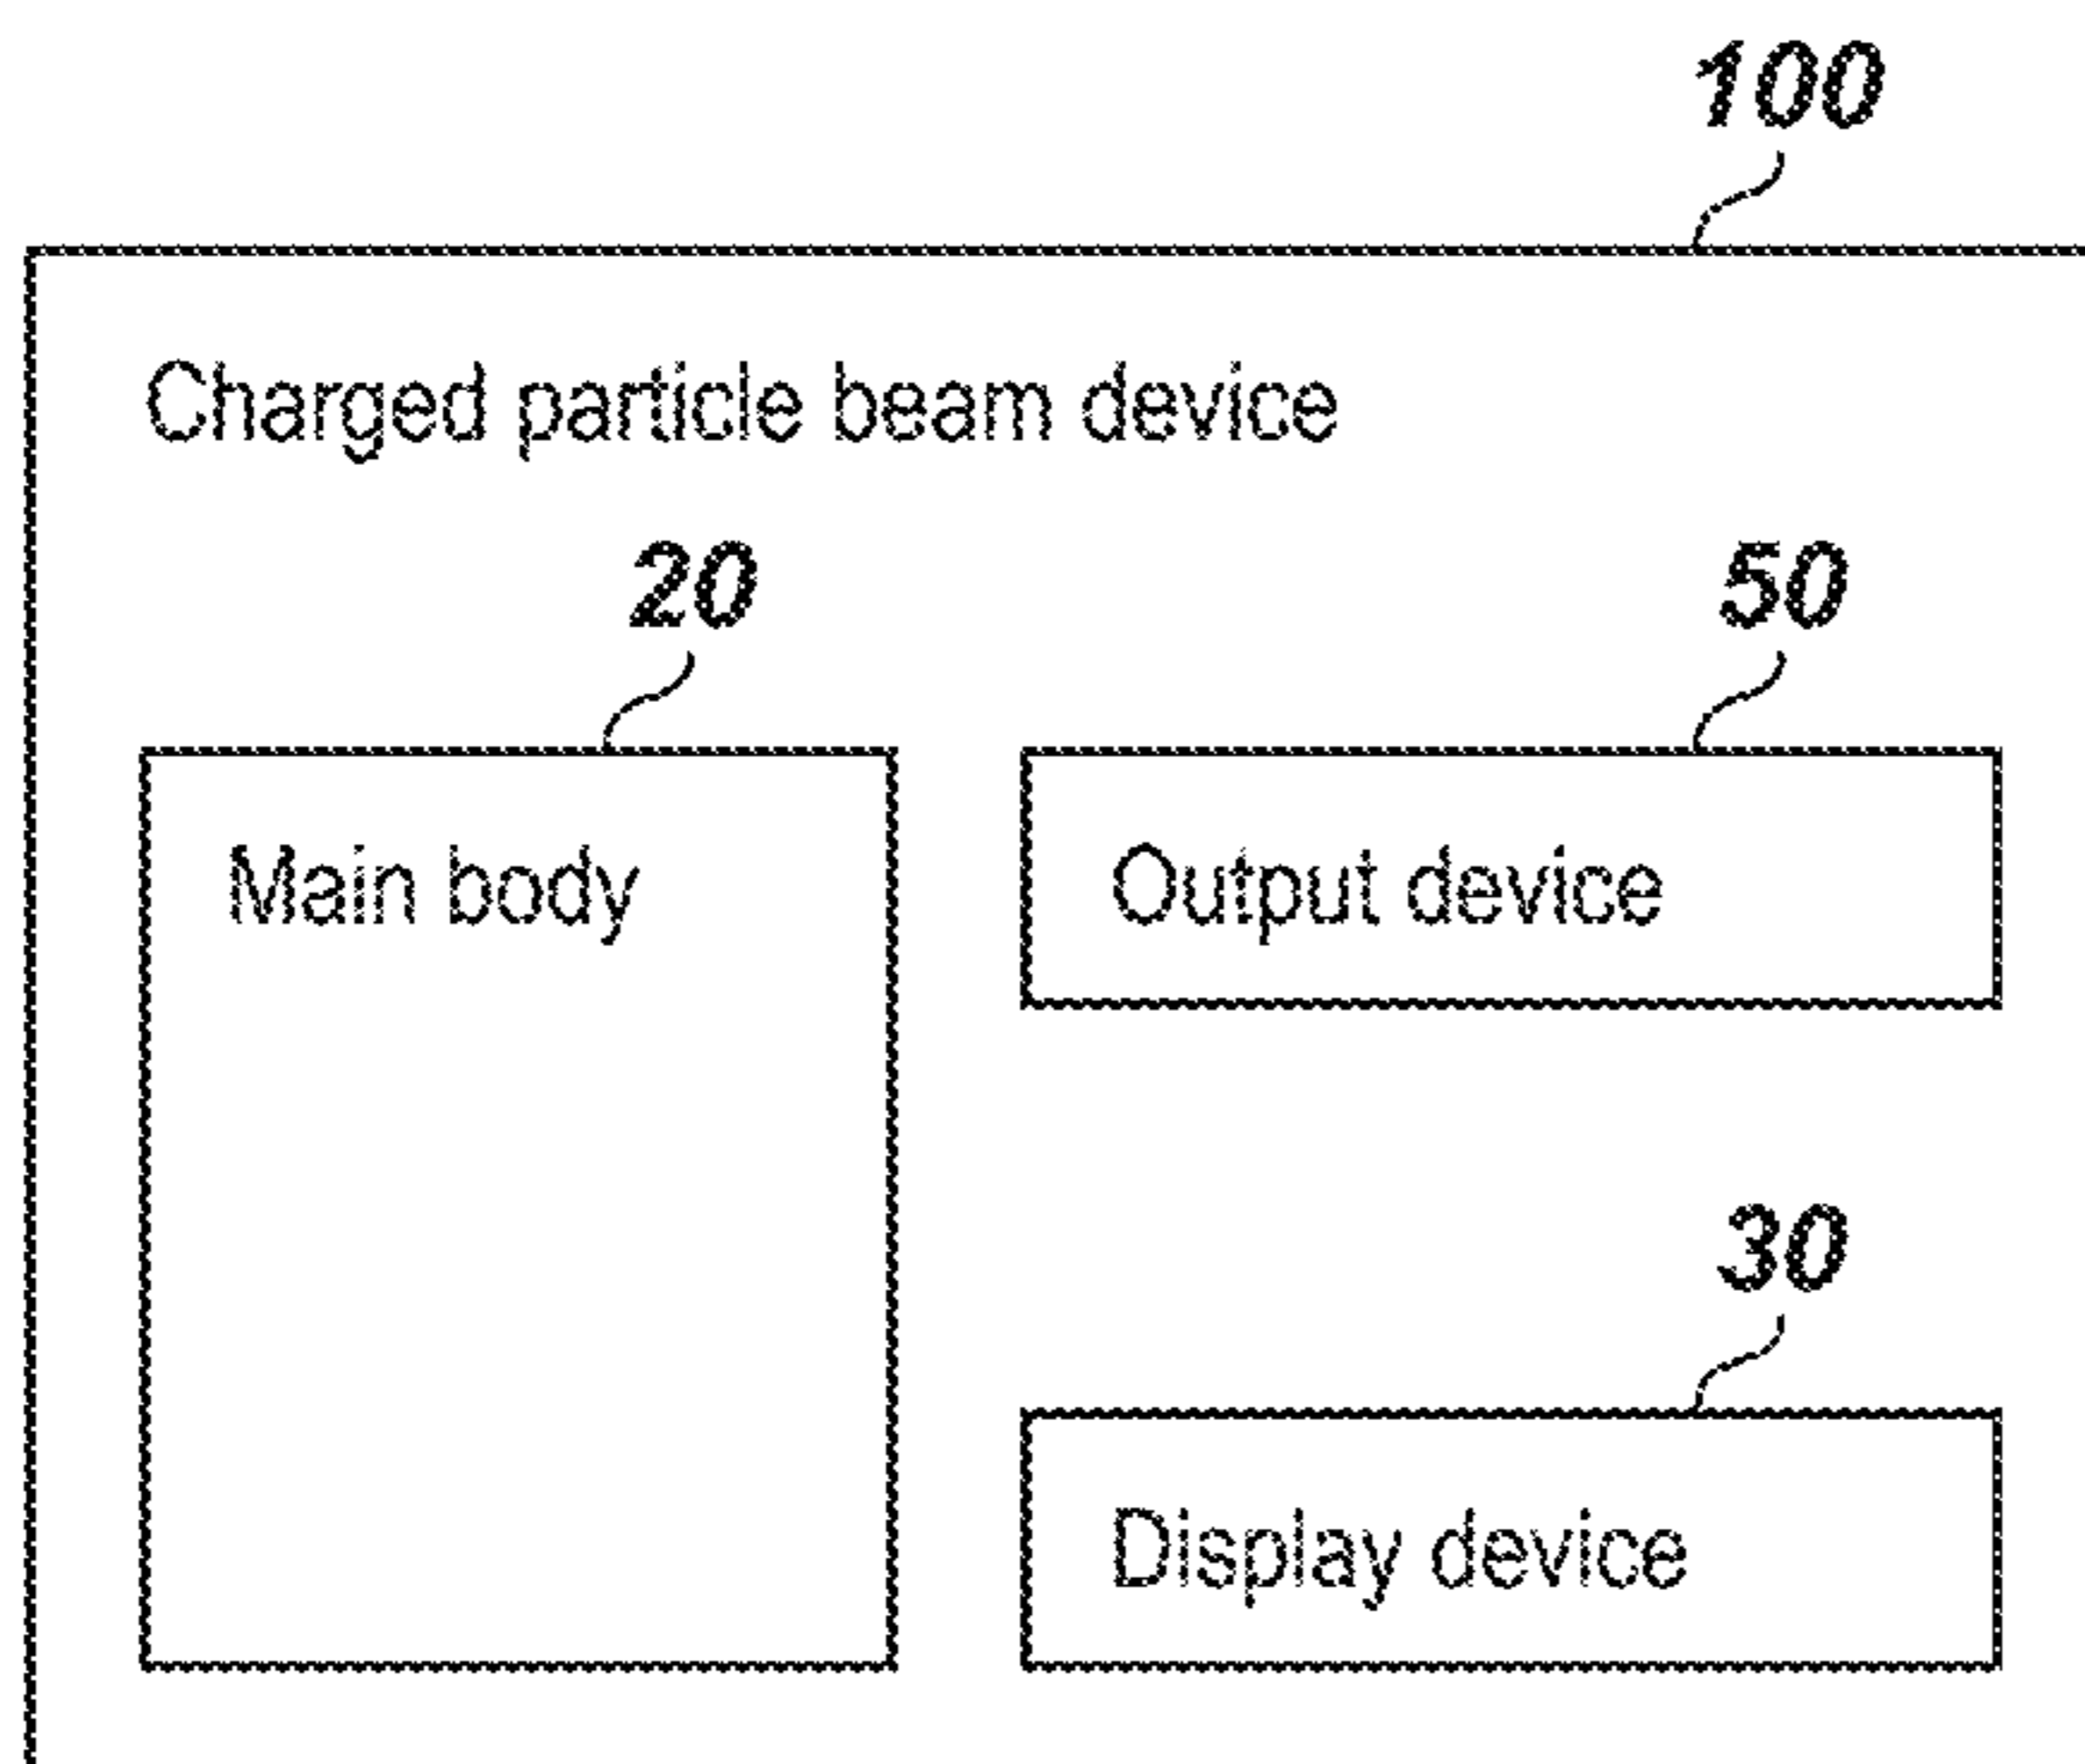 100
Charged particle beam device
20
50
Main body
Output device
30
Display device